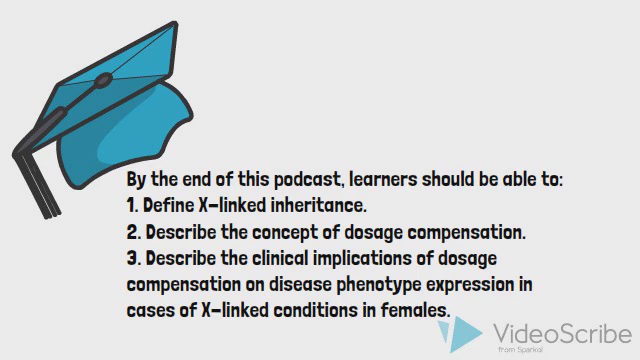 By the end of this podcast, learners should be able to:
1. Define X-linked inheritance.
2. Describe the concept of dosage compensation.
3. Describe the clinical implications of dosage
compensation on disease phenotype expression in
cases of X-linked conditions in females.
VideoScribe
from Sparkol